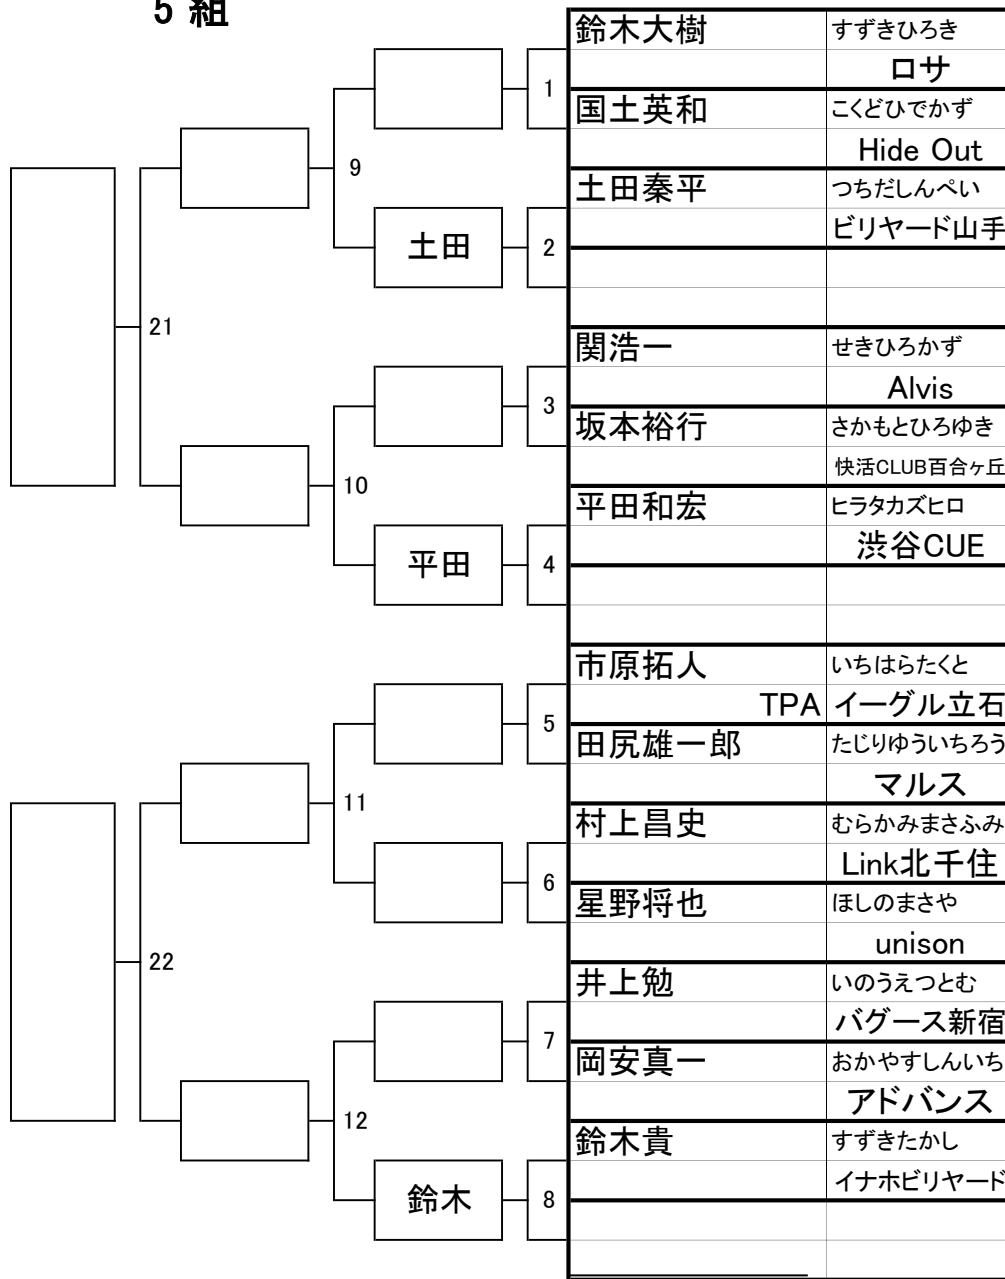 5 組
鈴木大樹 すずきひろき
ロサ
1
国土英和 こくどひでかず
Hide Out
9
土田秦平 つちだしんぺい
ビリヤード山手
土田 2
21
関浩一 せきひろかず
Alvis
3
坂本裕行 さかもとひろゆき
快活CLUB百合ヶ丘
10
平田和宏 ヒラタカズヒロ
渋谷CUE
平田 4
市原拓人 いちはらたくと
TPA イーグル立石
5
田尻雄一郎 たじりゆういちろう
マルス
11
村上昌史 むらかみまさふみ
Link北千住
6
星野将也 ほしのまさや
unison
22
井上勉 いのうえつとむ
バグース新宿
7
岡安真一 おかやすしんいち
アドバンス
12
鈴木貴 すずきたかし
イナホビリヤード
鈴木 8